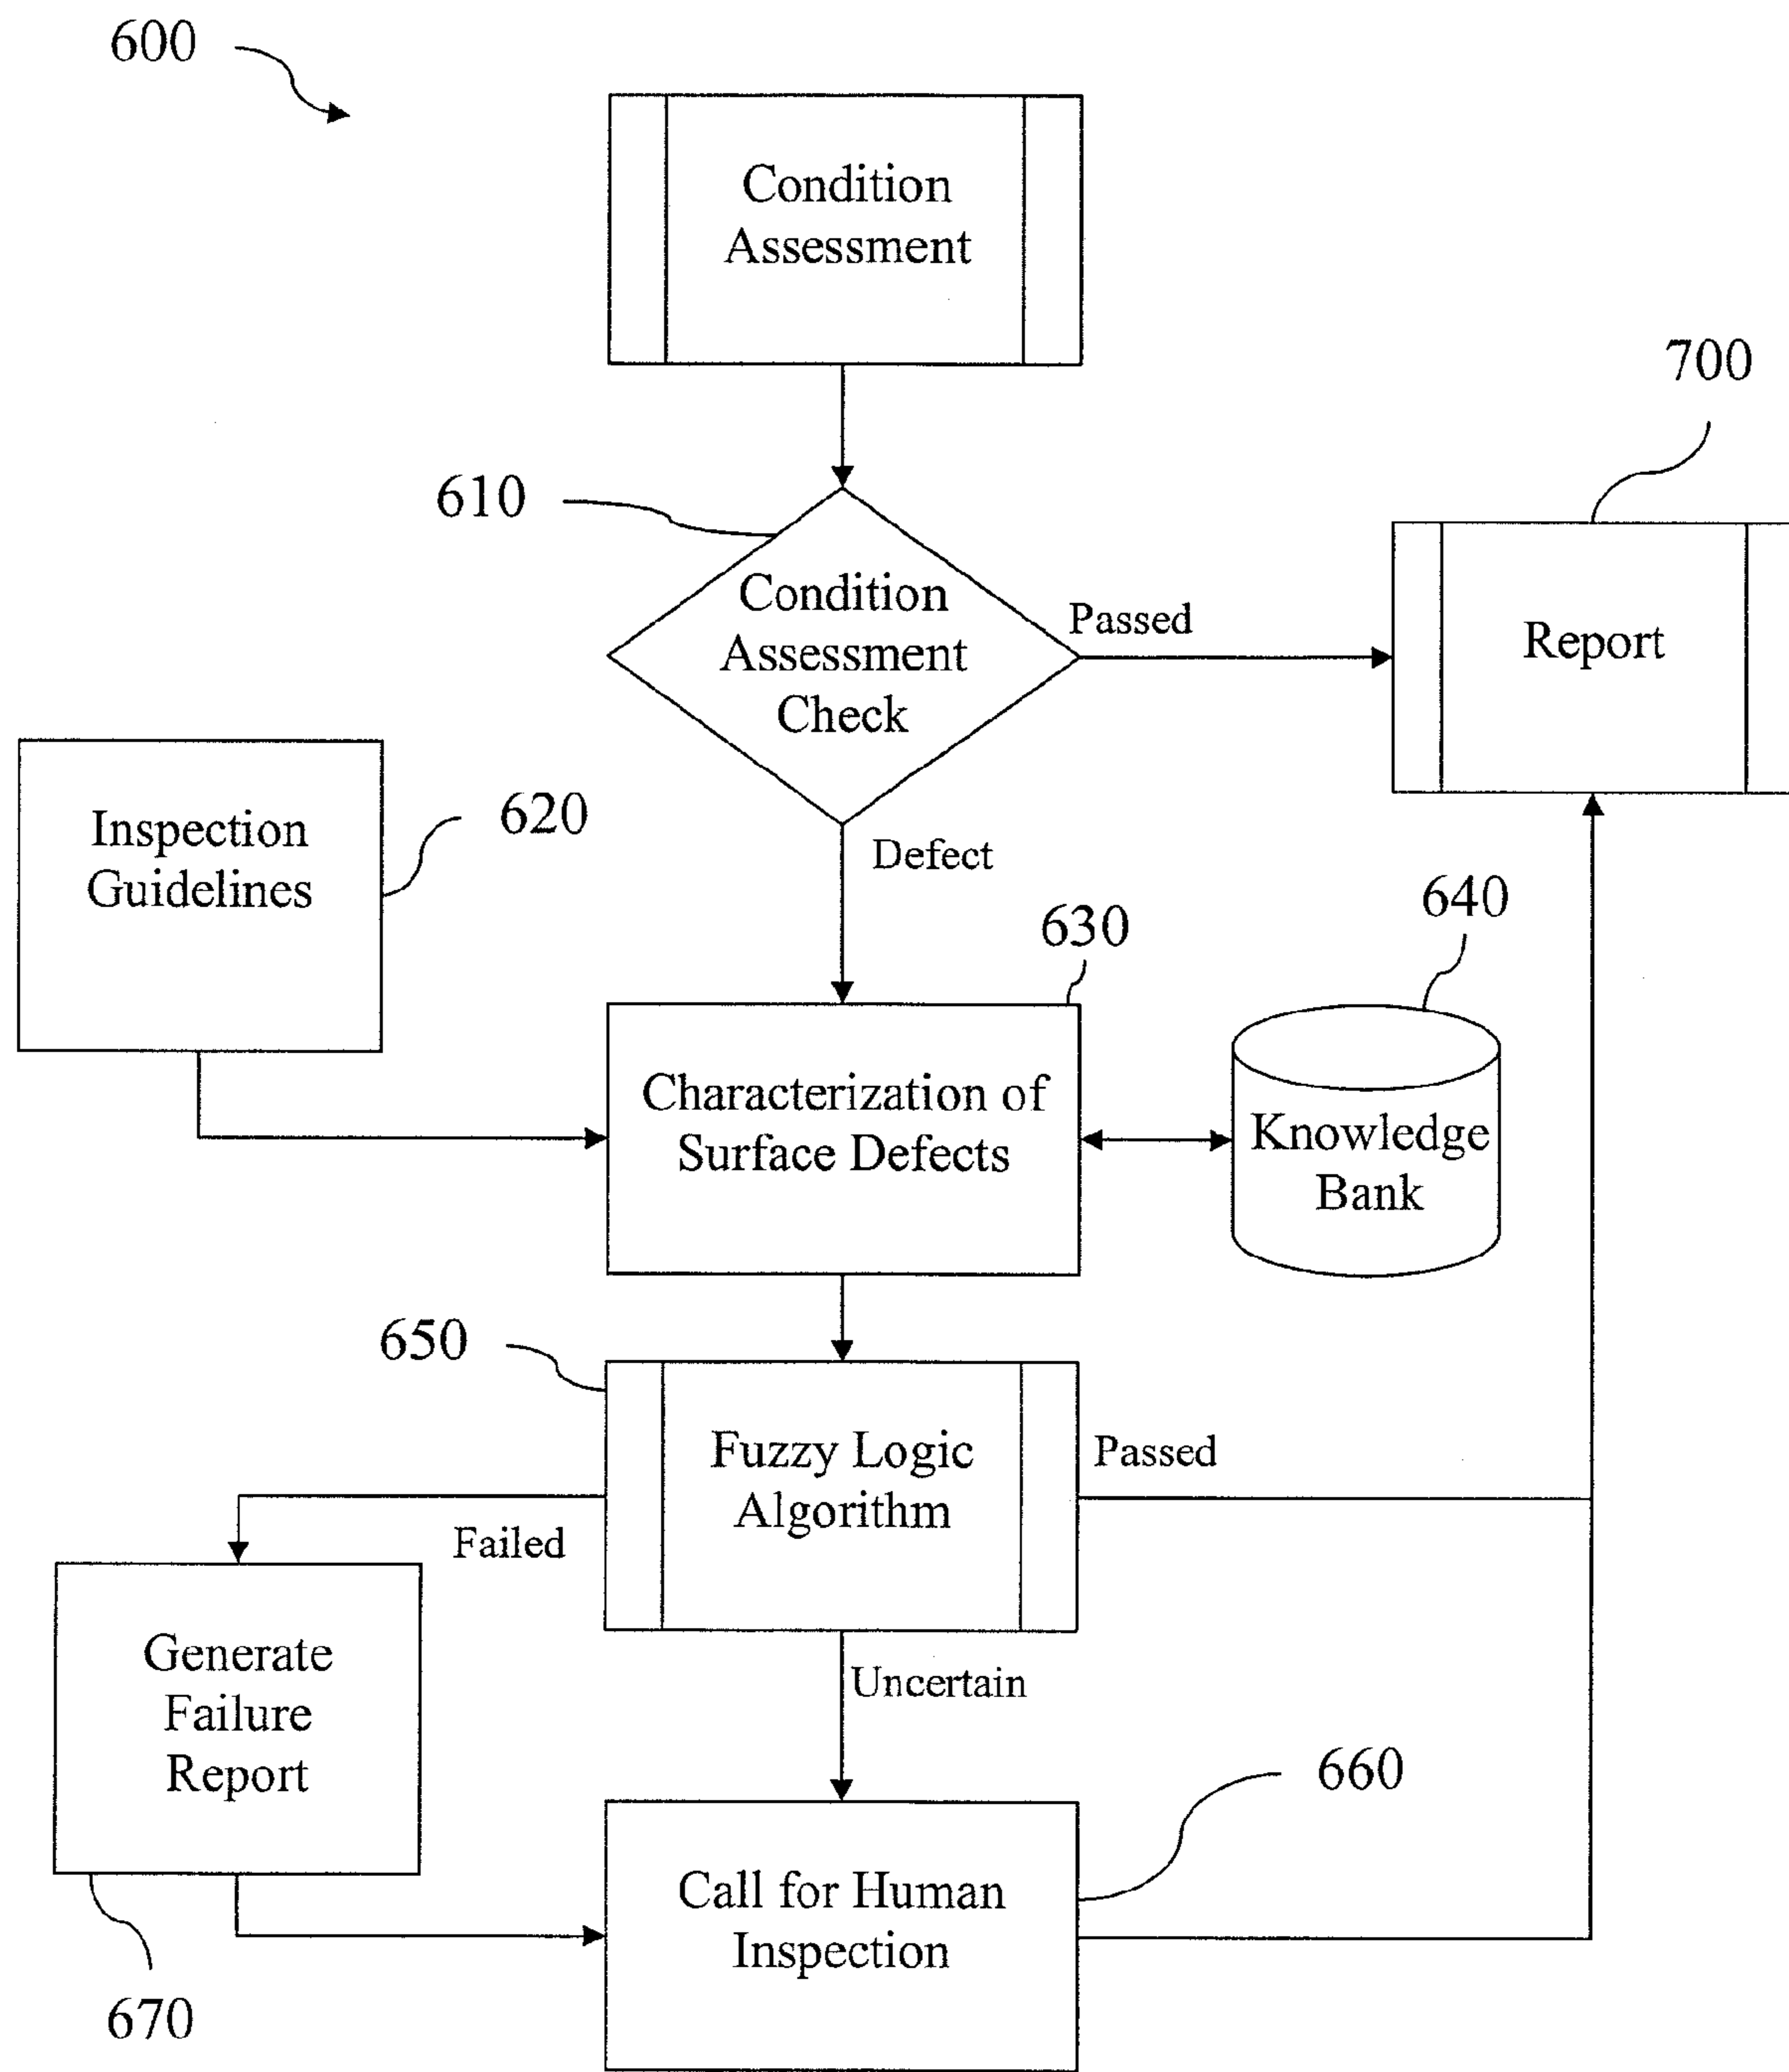 600
Condition
Assessment
700
610
Condition
Assessment
Check
Passed
Report
Inspection
Guidelines
620
Defect
640
630
Characterization of
Surface Defects
Knowledge
Bank
650
Fuzzy Logic
Algorithm
Passed
Failed
Generate
Failure
Report
Uncertain
660
Call for Human
Inspection
670